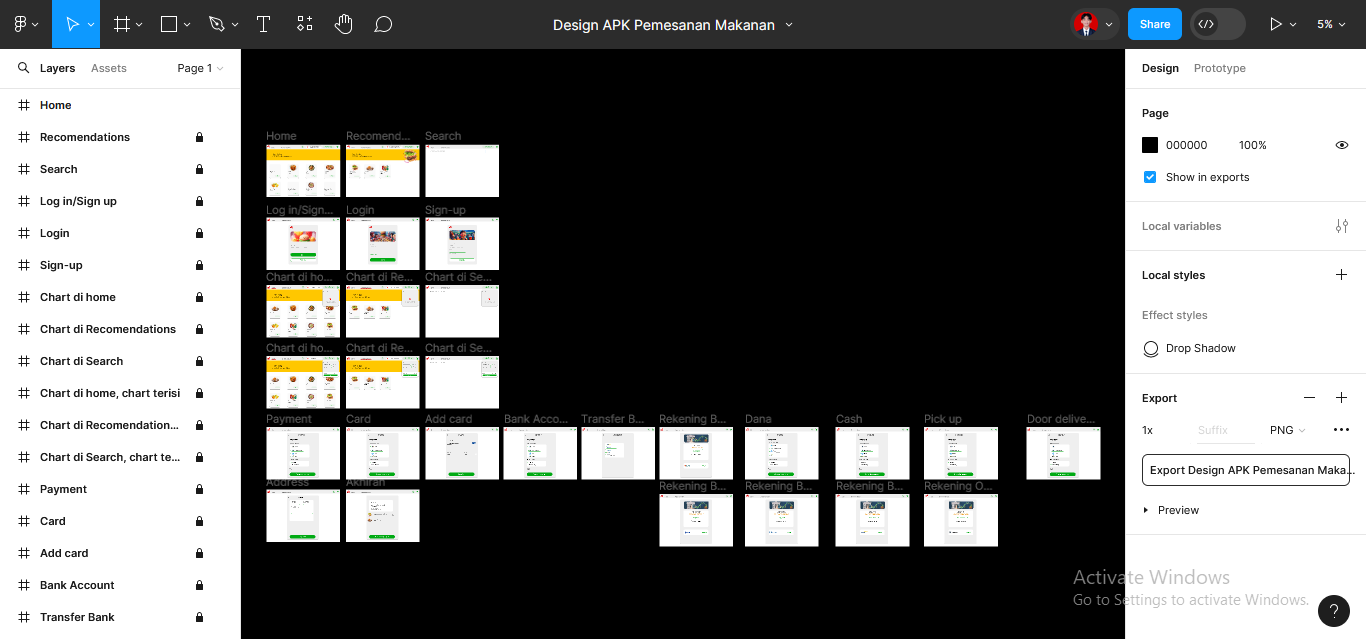 Design APK Pemesanan Makanan
Share
5%
Layers
Assets
Page 1
Home
Recomendations
Search
Log in/Sign up
Login
Sign-up
Chart di home
Chart di Recomendations
Chart di Search
Chart di home, chart terisi
Chart di Recomendation...
Chart di Search, chart te...
Payment
Card
Add card
Bank Account
Transfer Bank
Home
Recomend...
Search
Log in/Sign...
Login
Sign-up
Chart di ho...
Chart di Re...
Chart di Se...
Chart di ho...
Chart di Re...
Chart di Se...
Payment
Card
Add card
Bank Acco...
Transfer B...
Rekening B...
Dana
Cash
Pick up
Door delive...
Address
Akhiran
Rekening B...
Rekening B...
Rekening B...
Rekening O...
Design
Prototype
Page
000000
100%
Show in exports
Local variables
Local styles
Effect styles
Drop Shadow
Export
1x
Suffix
PNG
Export Design APK Pemesanan Maka...
Preview
Activate Windows
Go to Settings to activate Windows.
?